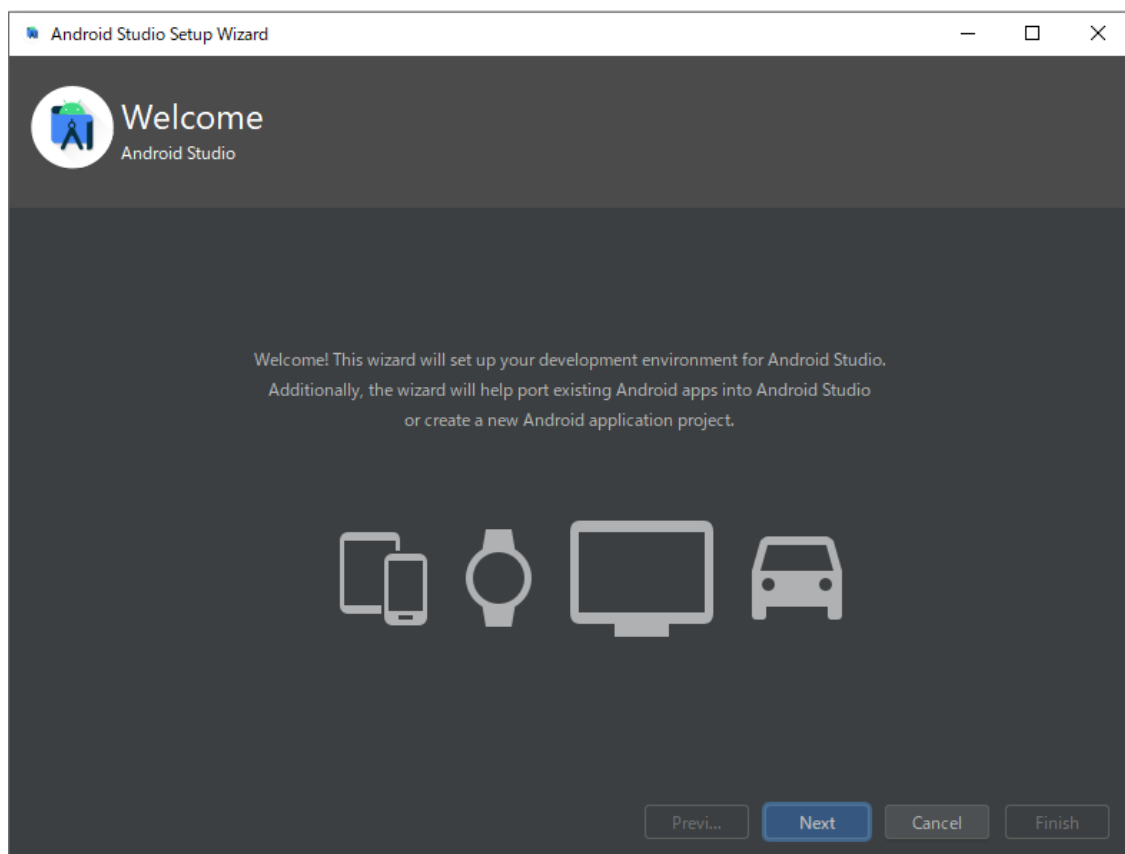 Android Studio Setup Wizard
Welcome
Android Studio
Welcome! This wizard will set up your development environment for Android Studio.
Additionally, the wizard will help port existing Android apps into Android Studio
or create a new Android application project.
Previ...
Next
Cancel
Finish